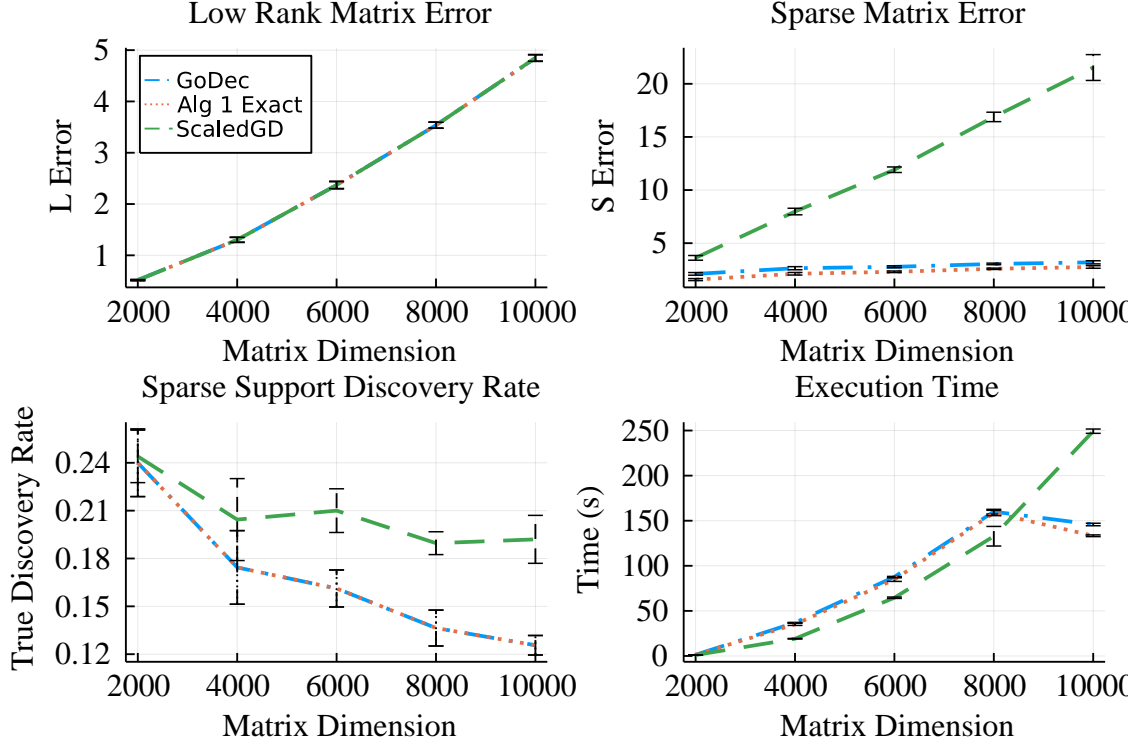 Low Rank Matrix Error
L Error
5
4
3
2
1
GoDec
Alg 1 Exact
ScaledGD
2000 4000 6000 8000 10000
Matrix Dimension
Sparse Matrix Error
S Error
20
15
10
5
2000 4000 6000 8000 10000
Matrix Dimension
Sparse Support Discovery Rate
True Discovery Rate
0.24
0.21
0.18
0.15
0.12
2000 4000 6000 8000 10000
Matrix Dimension
Execution Time
Time (s)
250
200
150
100
50
0
2000 4000 6000 8000 10000
Matrix Dimension